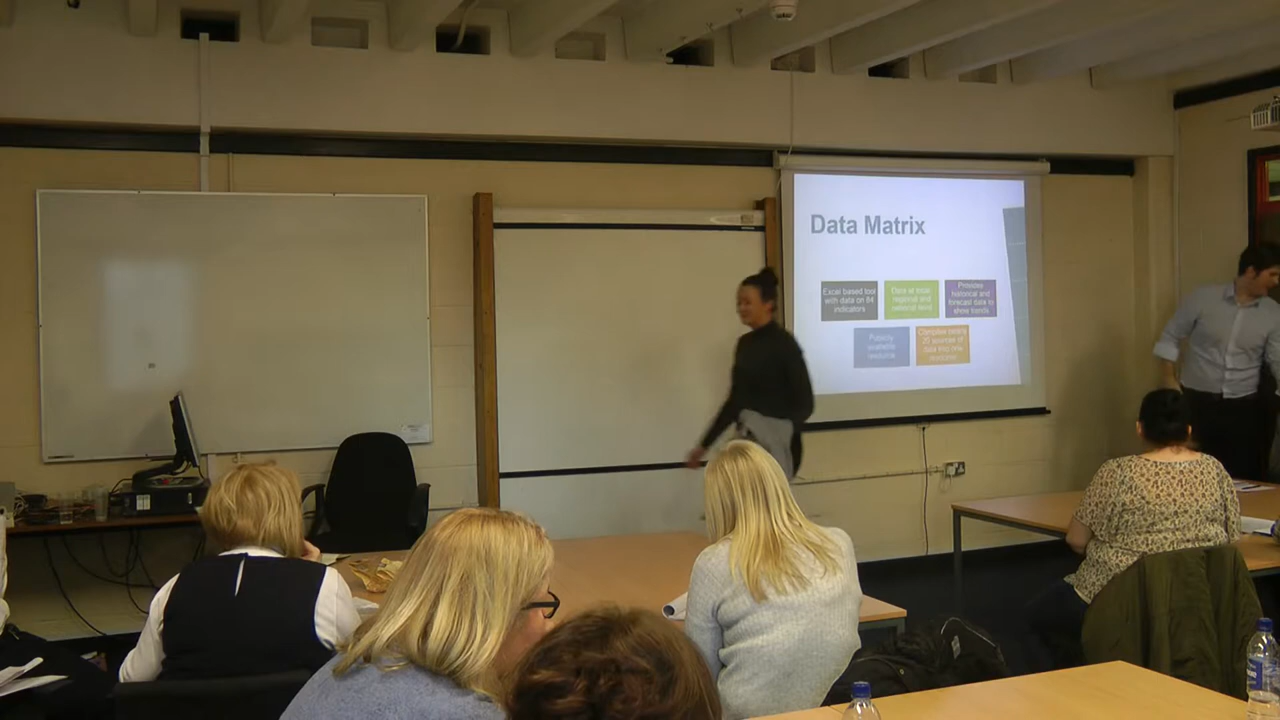 Data Matrix
Excel based tool
with data on 84
indicators
Data at local,
regional and
national level
Provides
historical and
forecast data to
show trends
Publicly
available
resource
Compiles
20 sources of
data into one
resource